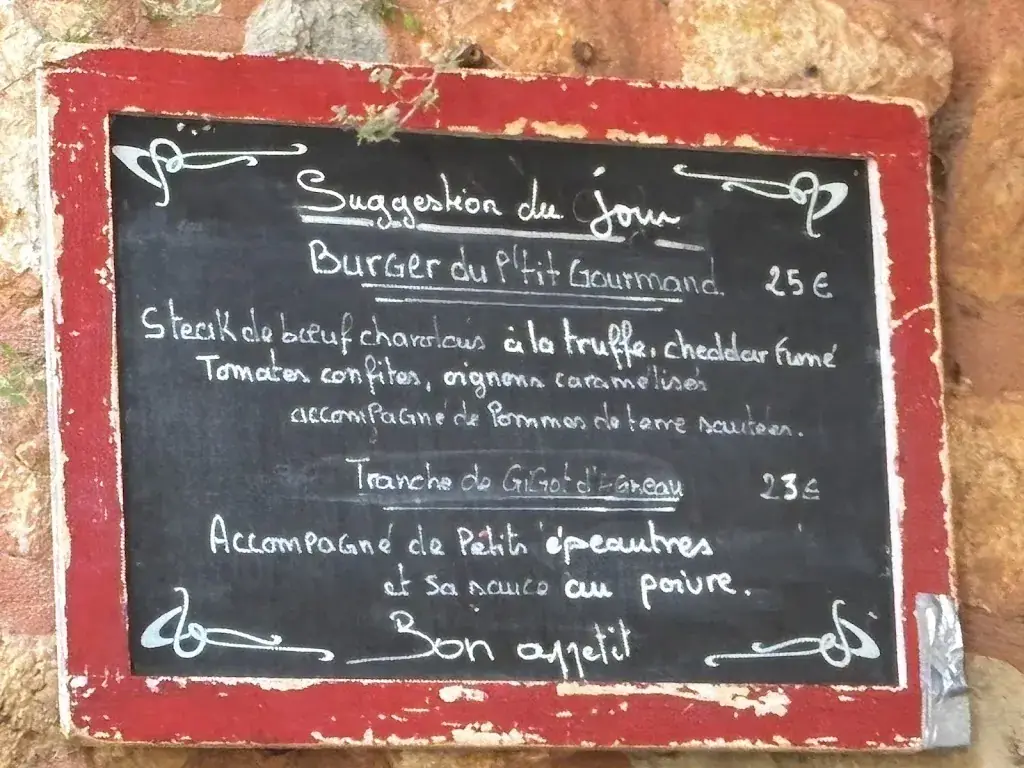 Suggestion du jour
Burger du P'tit Gourmand 25€
Steak de bœuf charolais à la truffe, cheddar fumé
Tomates confites, oignons caramélisés
accompagné de Pommes de terre sautées.
Tranche de Gigot d'Agneau 23€
Accompagné de Petits épeautres
et sa sauce au poivre.
Bon appetit